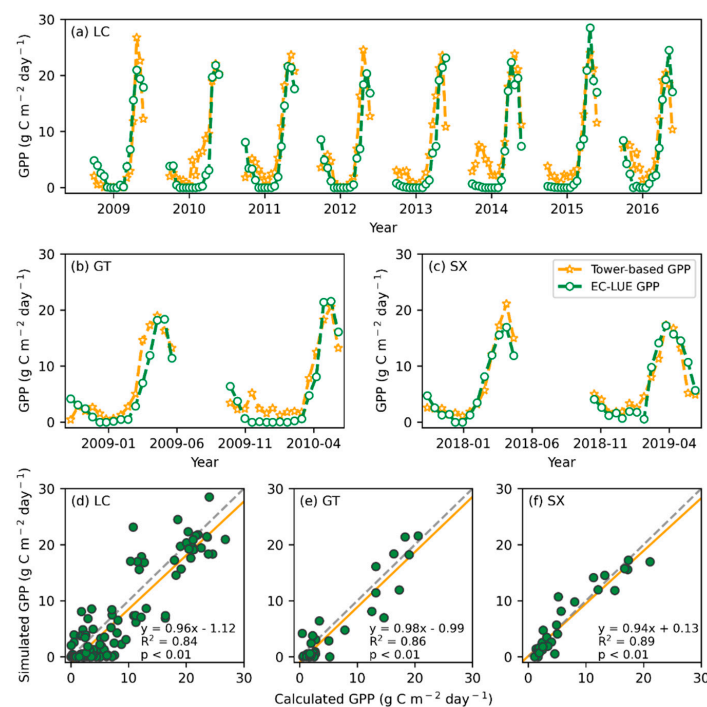 (a) LC
GPP (g C m−2 day−1)
30
20
10
0
2009 2010 2011 2012 2013 2014 2015 2016
Year
(b) GT
GPP (g C m−2 day−1)
30
20
10
0
2009-01 2009-06 2009-11 2010-04
Year
(c) SX
Tower-based GPP
EC-LUE GPP
30
20
10
0
2018-01 2018-06 2018-11 2019-04
Year
(d) LC
Simulated GPP (g C m−2 day−1)
30
20
10
0
y = 0.96x - 1.12
R2 = 0.84
p < 0.01
0 10 20 30
(e) GT
30
20
10
0
y = 0.98x - 0.99
R2 = 0.86
p < 0.01
0 10 20 30
(f) SX
30
20
10
0
y = 0.94x + 0.13
R2 = 0.89
p < 0.01
0 10 20 30
Calculated GPP (g C m−2 day−1)